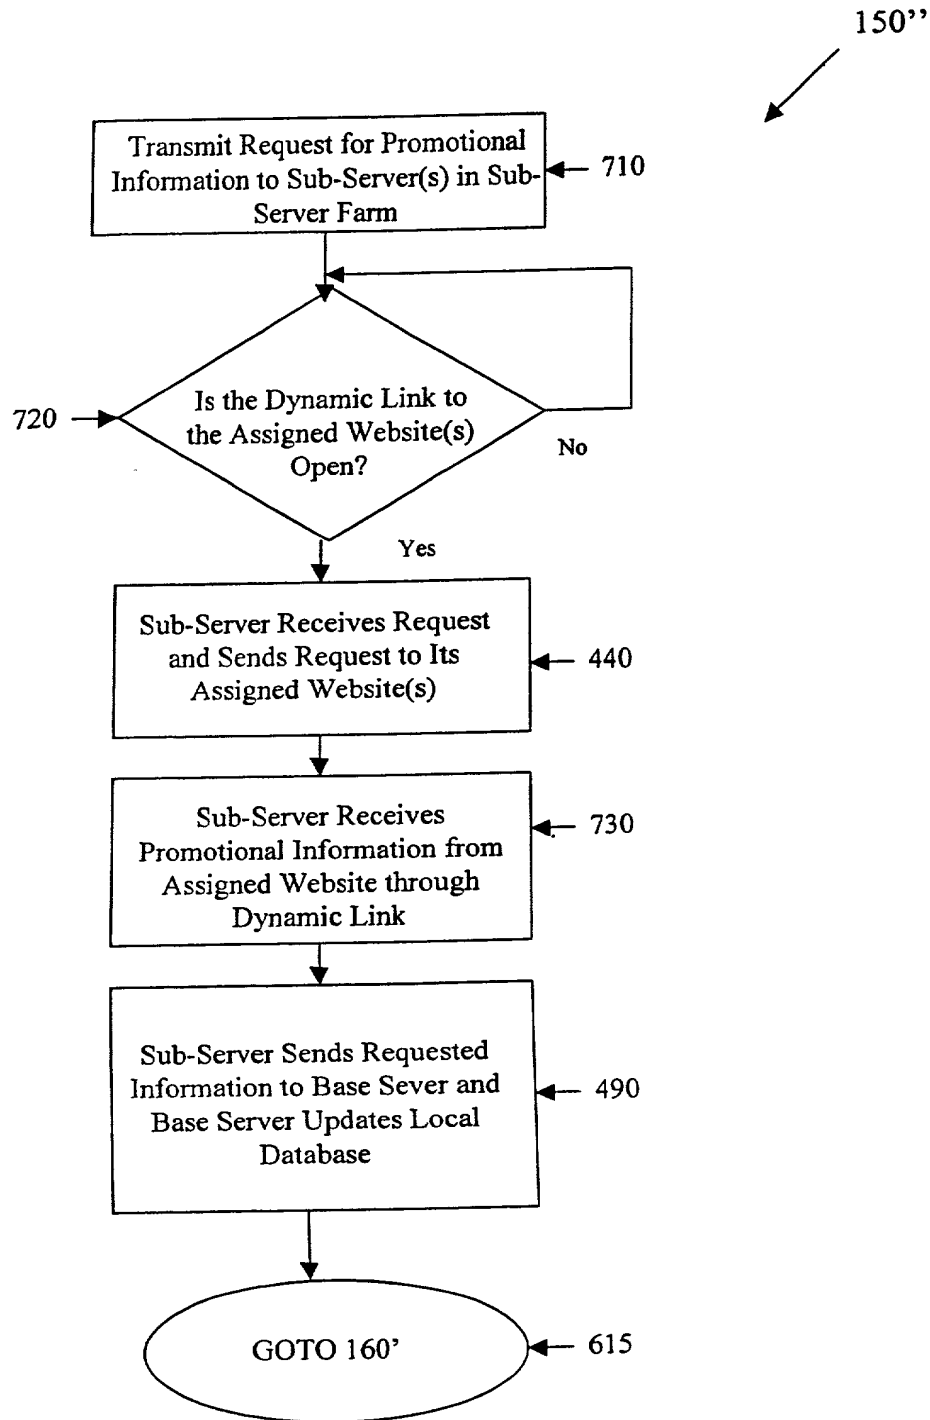 150’’
Transmit Request for Promotional
Information to Sub-Server(s) in Sub-
Server Farm
710
Is the Dynamic Link to
the Assigned Website(s)
Open?
720
No
Yes
Sub-Server Receives Request
and Sends Request to Its
Assigned Website(s)
440
Sub-Server Receives
Promotional Information from
Assigned Website through
Dynamic Link
730
Sub-Server Sends Requested
Information to Base Sever and
Base Server Updates Local
Database
490
GOTO 160’
615